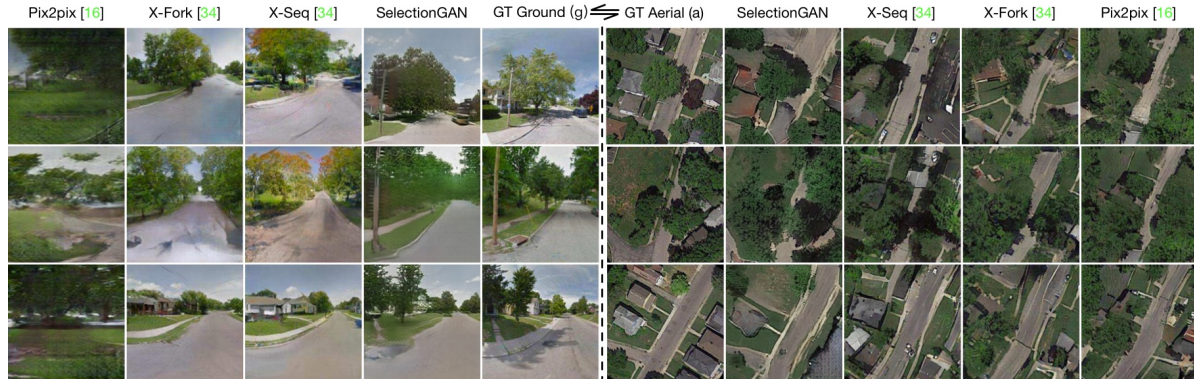 Pix2pix [16] X-Fork [34] X-Seq [34] SelectionGAN GT Ground (g) ⇌ GT Aerial (a) SelectionGAN X-Seq [34] X-Fork [34] Pix2pix [16]